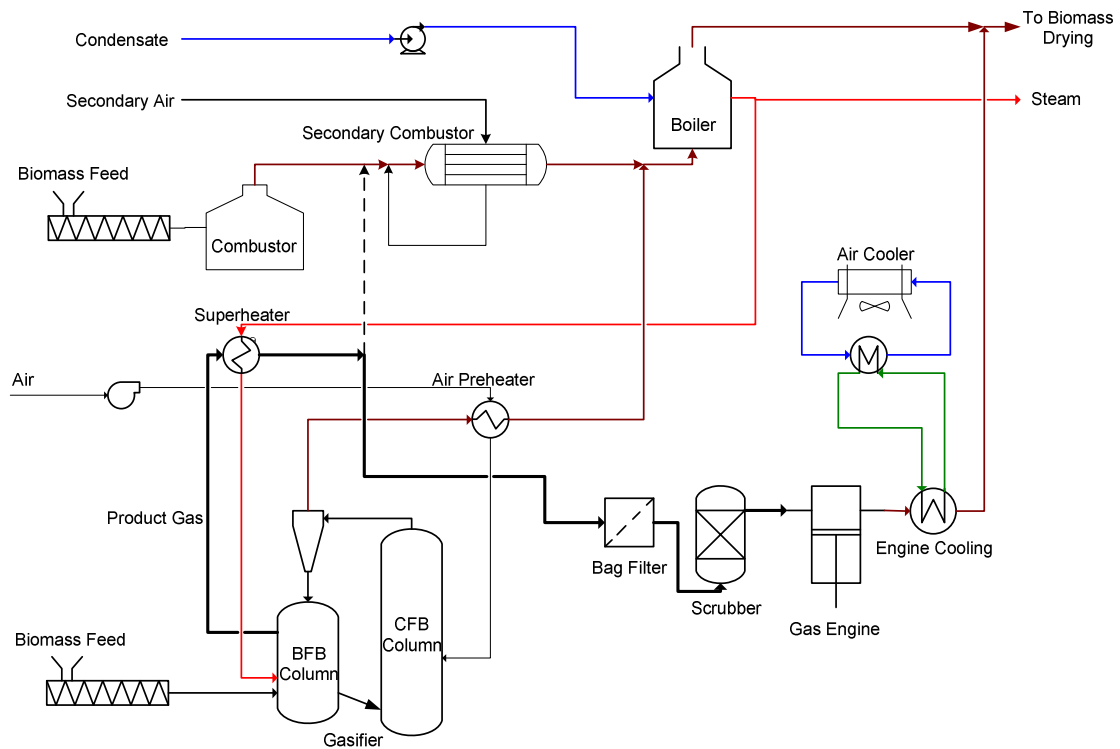 To Biomass
Drying
Condensate
Secondary Air
Steam
Boiler
Secondary Combustor
Biomass Feed
Combustor
Air Cooler
Superheater
Air
Air Preheater
Product Gas
Engine Cooling
Bag Filter
Scrubber
Gas Engine
CFB
Column
Biomass Feed
BFB
Column
Gasifier